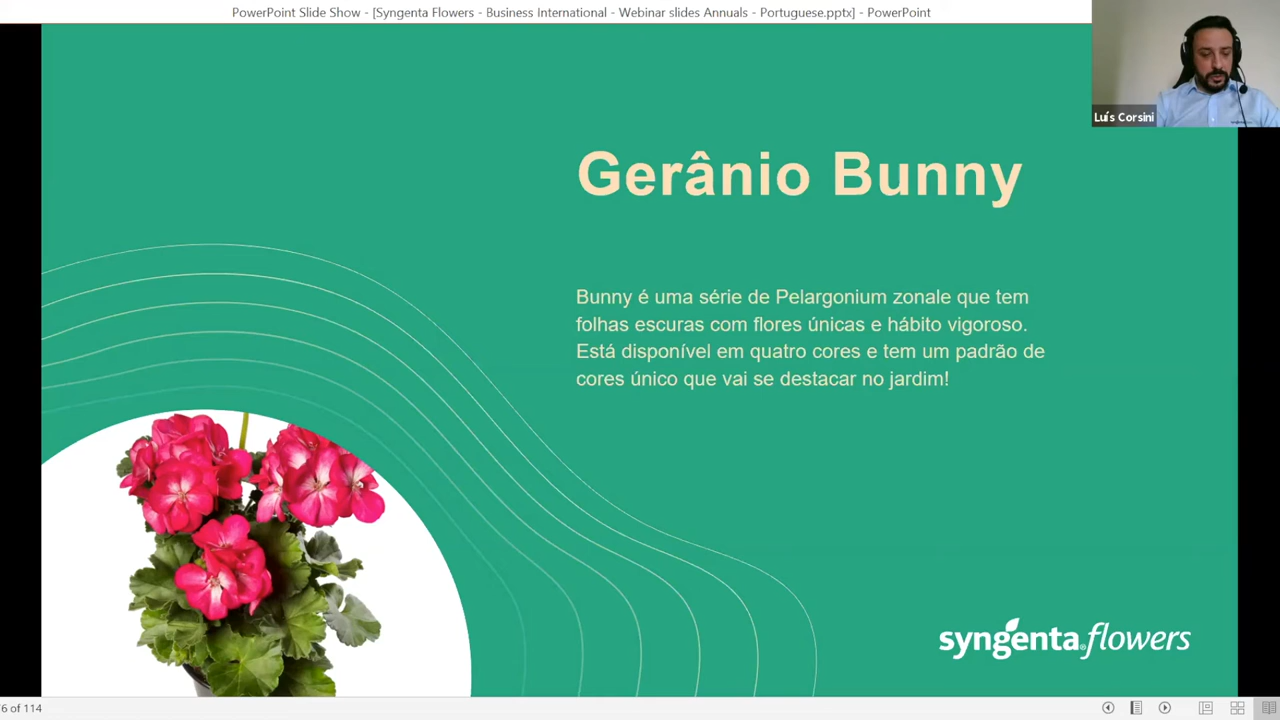 PowerPoint Slide Show - [Syngenta Flowers - Business International - Webinar slides Annuals - Portuguese.pptx] - PowerPoint
Luís Corsini
Gerânio Bunny
Bunny é uma série de Pelargonium zonale que tem
folhas escuras com flores únicas e hábito vigoroso.
Está disponível em quatro cores e tem um padrão de
cores único que vai se destacar no jardim!
syngenta flowers
6 of 114